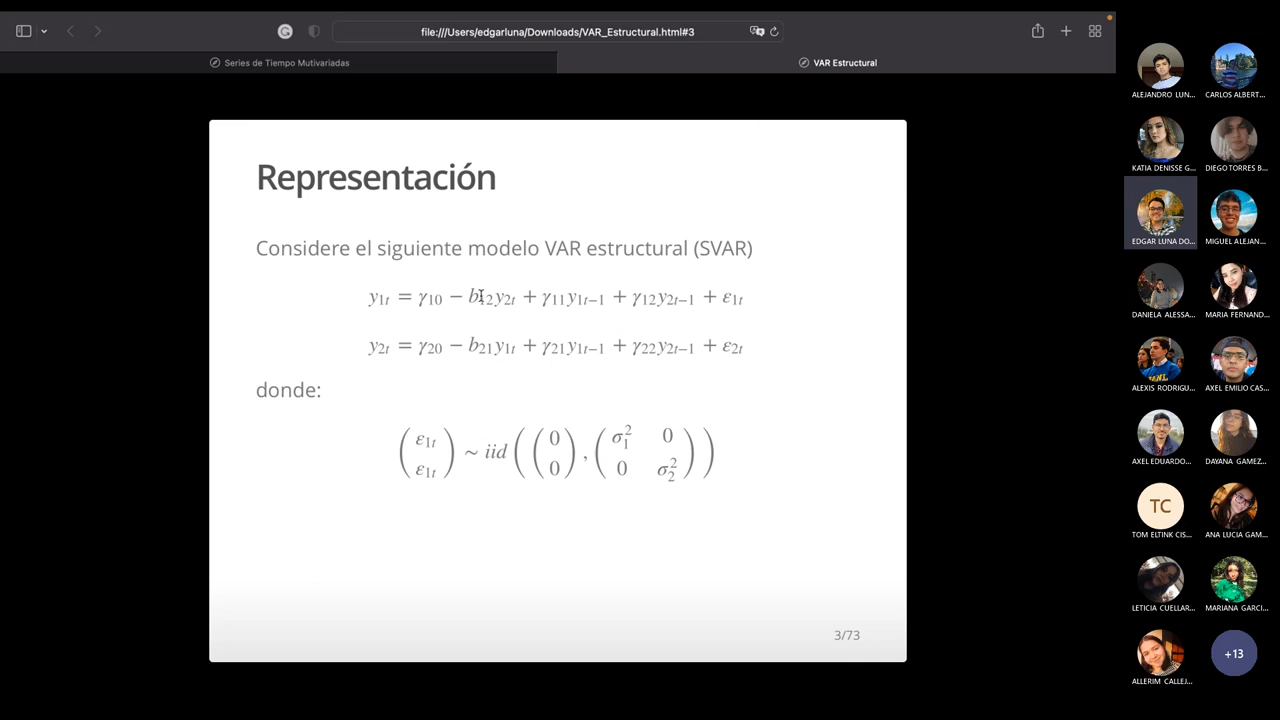 file:///Users/edgarluna/Downloads/VAR_Estructural.html#3
Series de Tiempo Mutivariadas
VAR Estructural
Representación
Considere el siguiente modelo VAR estructural (SVAR)
y₁ₜ = γ₁₀ − b₁₂y₂ₜ + γ₁₁y₁ₜ₋₁ + γ₁₂y₂ₜ₋₁ + ε₁ₜ
y₂ₜ = γ₂₀ − b₂₁y₁ₜ + γ₂₁y₁ₜ₋₁ + γ₂₂y₂ₜ₋₁ + ε₂ₜ
donde:
(ε₁ₜ ε₁ₜ) ~ iid ((0 0), (σ₁² 0 0 σ₂²))
3/73
ALEJANDRO LUN...
CARLOS ALBERT...
KATIA DENISSE G...
DIEGO TORRES B...
EDGAR LUNA DO...
MIGUEL ALEJAN...
DANIELA ALESSA...
MARIA FERNAND...
ALEXIS RODRIGU...
AXEL EMILIO CAS...
AXEL EDUARDO...
DAYANA GAMEZ...
TC
TOM ELTINK CIS...
ANA LUCIA GAM...
LETICIA CUELLAR...
MARIANA GARCI...
ALLERIM CALLEJ...
+13